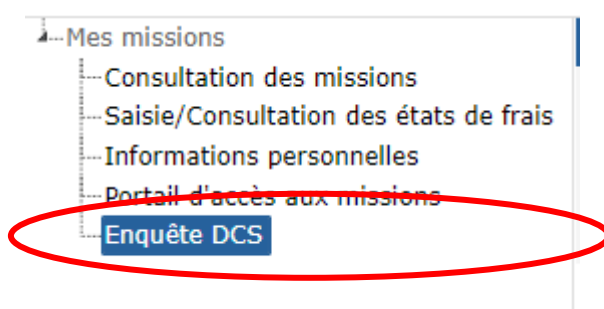 Mes missions
Consultation des missions
Saisie/Consultation des états de frais
Informations personnelles
Portail d'accès aux missions
Enquête DCS